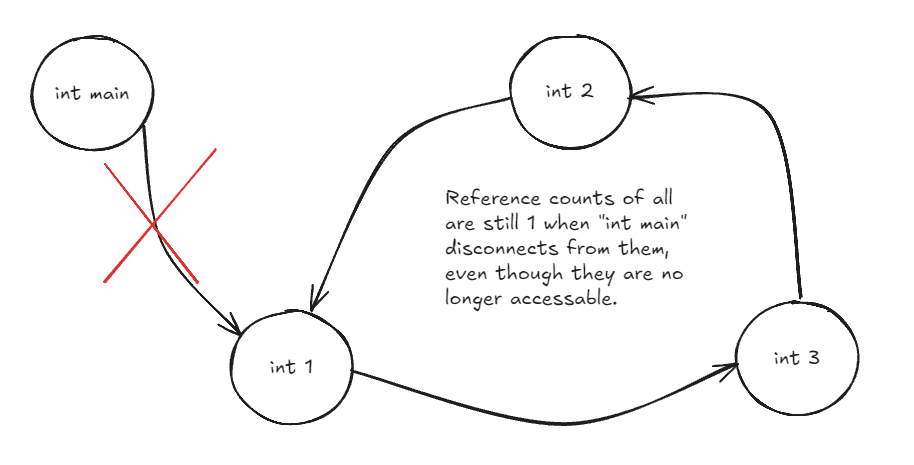 int main
int 2
Reference counts of all
are still 1 when "int main"
disconnects from them,
even though they are no
longer accessable.
int 1
int 3